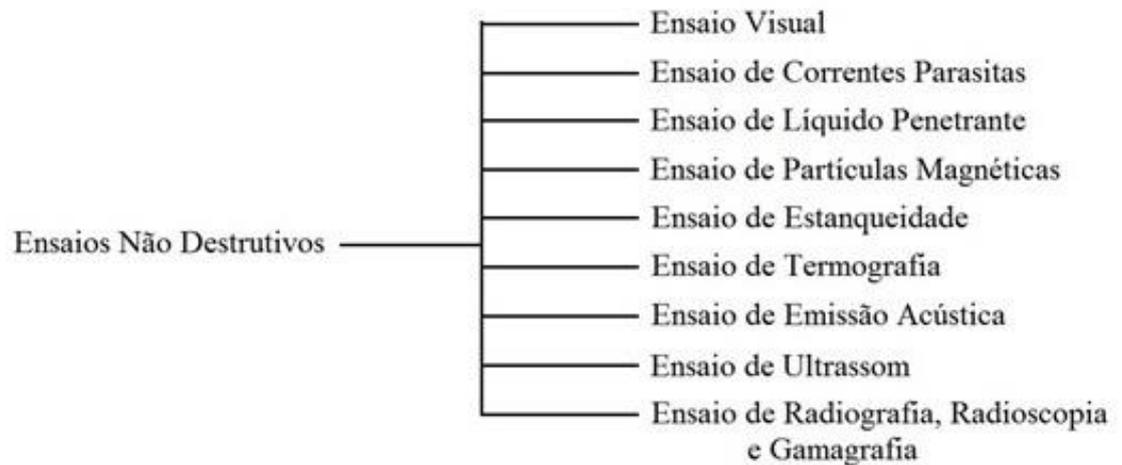 Ensaio Visual
Ensaio de Correntes Parasitas
Ensaio de Líquido Penetrante
Ensaio de Partículas Magnéticas
Ensaios Não Destrutivos
Ensaio de Estanqueidade
Ensaio de Termografia
Ensaio de Emissão Acústica
Ensaio de Ultrassom
Ensaio de Radiografia, Radioscopia
e Gamagrafia